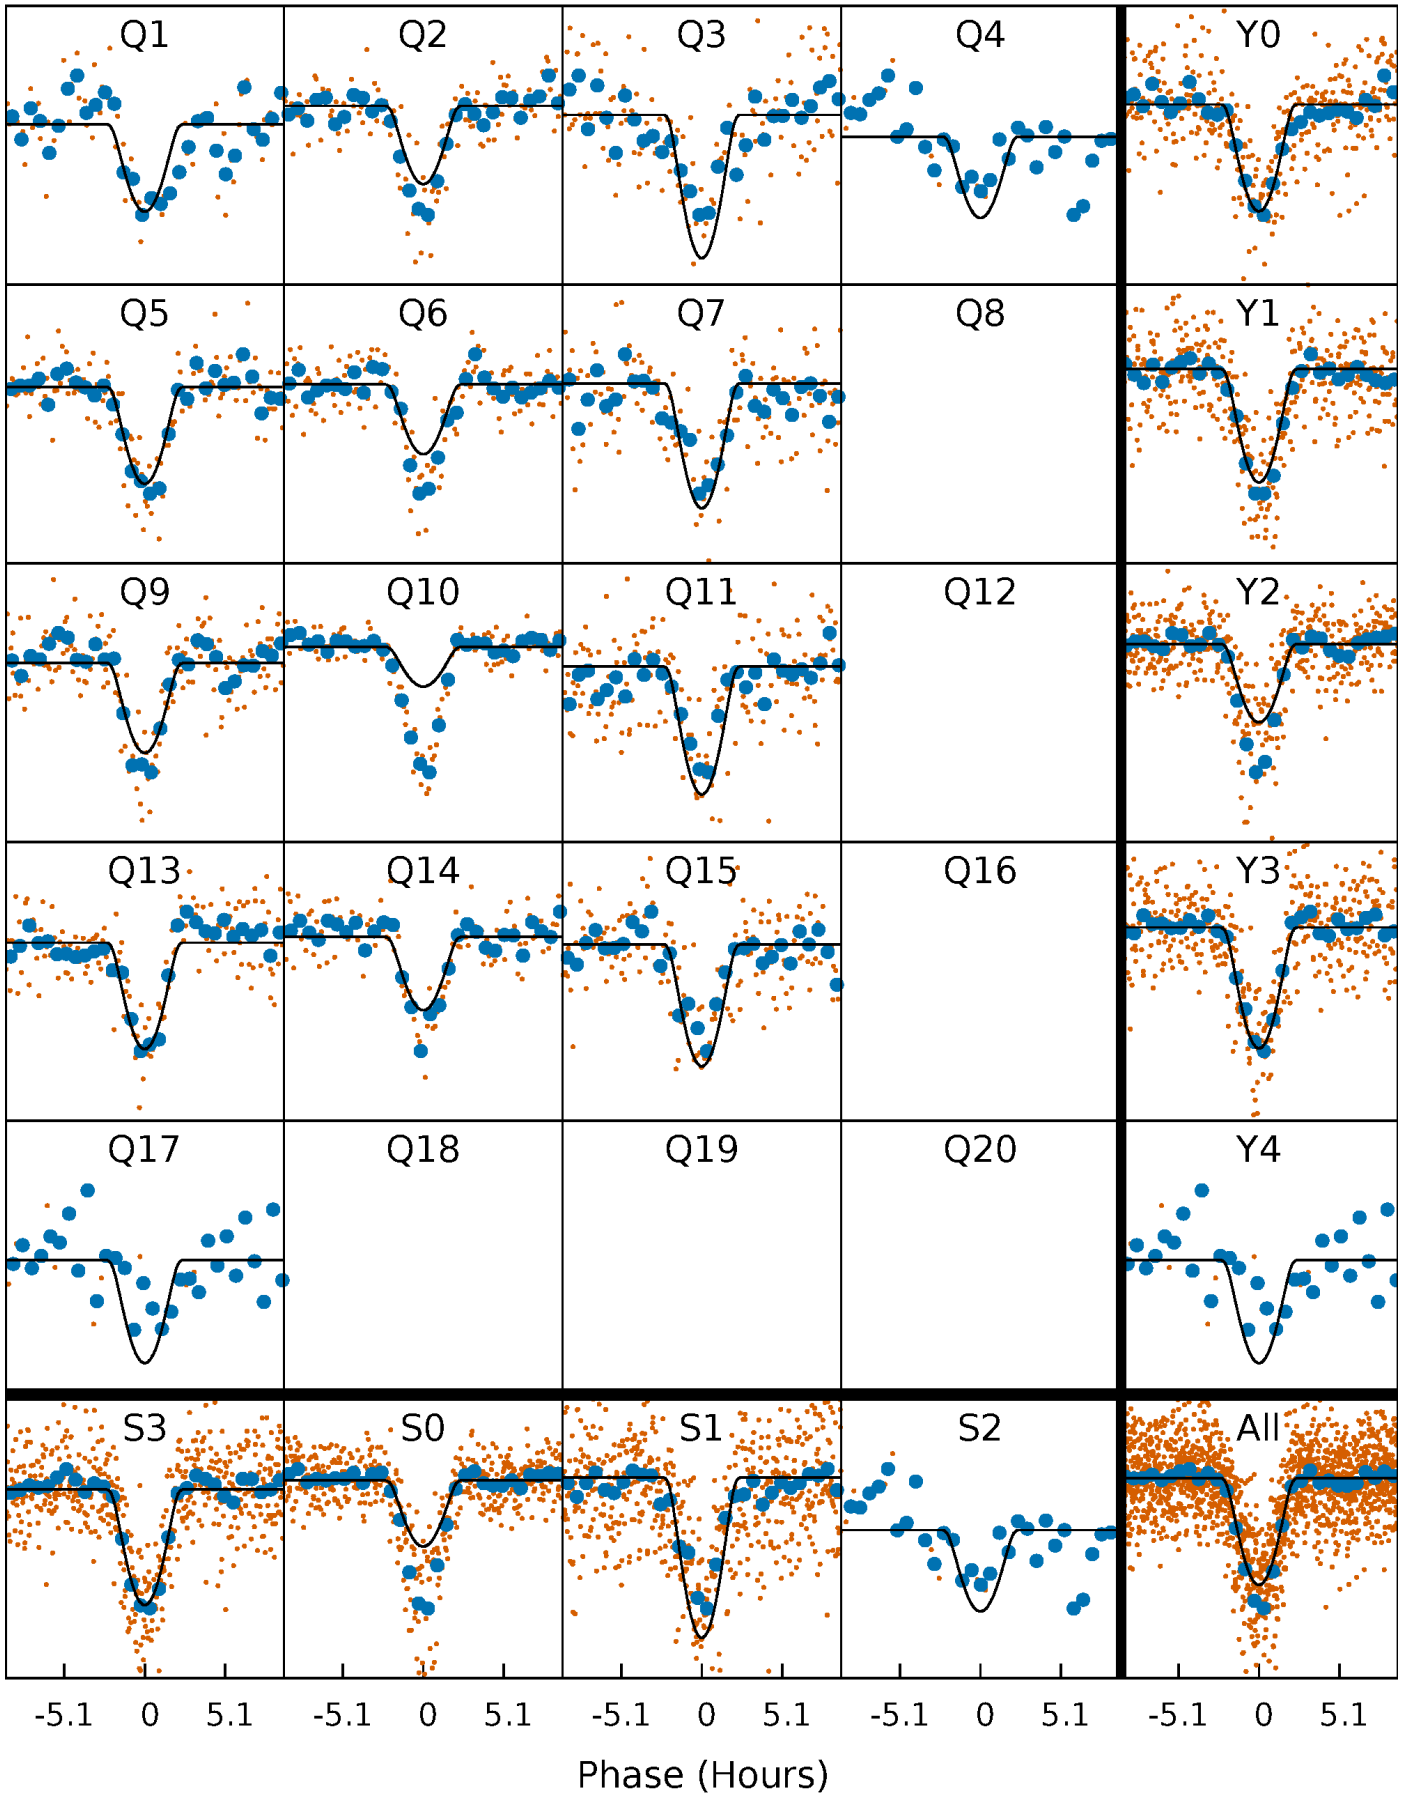 Q1 Q2 Q3 Q4 Y0
Q5 Q6 Q7 Q8 Y1
Q9 Q10 Q11 Q12 Y2
Q13 Q14 Q15 Q16 Y3
Q17 Q18 Q19 Q20 Y4
S3 S0 S1 S2 All
-5.1 0 5.1 -5.1 0 5.1 -5.1 0 5.1 -5.1 0 5.1 -5.1 0 5.1
Phase (Hours)